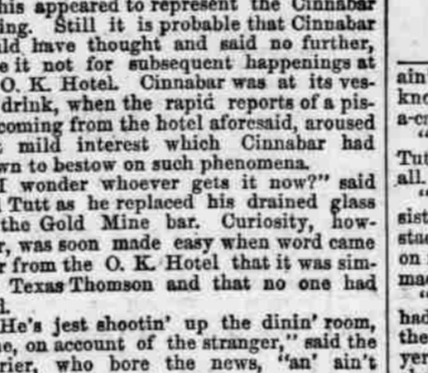 his appeared to represent the Cinnabar
ing. Still it is probable that Cinnabar
uld have thought and said no further,
e it not for subsequent happenings at
O. K. Hotel. Cinnabar was at its ves-
drink, when the rapid reports of a pis-
coming from the hotel aforesaid, aroused
mild interest which Cinnabar had
wn to bestow on such phenomena.
I wonder whoever gets it now?" said
Tutt as he replaced his drained glass
the Gold Mine bar. Curiosity, how-
r, was soon made easy when word came
r from the O. K. Hotel that it was sim-
Texas Thomson and that no one had
d.
He's jest shootin' up the dinin' room,
e, on account of the stranger," said the
rier, who bore the news, "an' ain't
ain'
kno
a-ca
"
Tut
all.
"
sist
stac
on
mad
"
had
the
yer